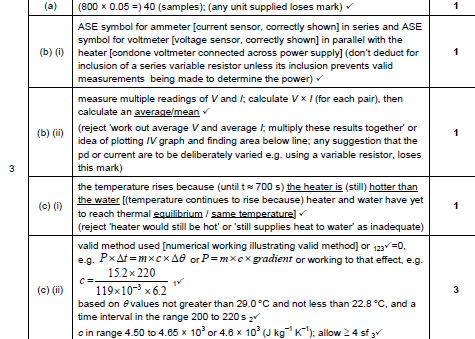 (a) (800 × 0.05 =) 40 (samples); (any unit supplied loses mark) ✓ 1
ASE symbol for ammeter [current sensor, correctly shown] in series and ASE
symbol for voltmeter [voltage sensor, correctly shown] in parallel with the
(b) (i) heater [condone voltmeter connected across power supply] (don't deduct for 1
inclusion of a series variable resistor unless its inclusion prevents valid
measurements being made to determine the power) ✓
measure multiple readings of V and I; calculate V × I (for each pair), then
calculate an average/mean ✓
(b) (ii) (reject 'work out average V and average I; multiply these results together' or 1
idea of plotting IV graph and finding area below line; any suggestion that the
pd or current are to be deliberately varied e.g. using a variable resistor, loses
3 this mark)
the temperature rises because (until t ≈ 700 s) the heater is (still) hotter than
the water [(temperature continues to rise because) heater and water have yet
(c) (i) to reach thermal equilibrium / same temperature] ✓ 1
(reject 'heater would still be hot' or 'still supplies heat to water' as inadequate)
valid method used [numerical working illustrating valid method] or 123✓=0,
e.g. P×Δt = m×c×Δθ or P = m×c×gradient or working to that effect, e.g.
c = 15.2 × 220 / 119×10⁻³ × 6.2 1✓
(c) (ii) 3
based on θ values not greater than 29.0 °C and not less than 22.8 °C, and a
time interval in the range 200 to 220 s 2✓
c in range 4.50 to 4.65 × 10³ or 4.6 × 10³ (J kg⁻¹ K⁻¹); allow ≥ 4 sf 3✓